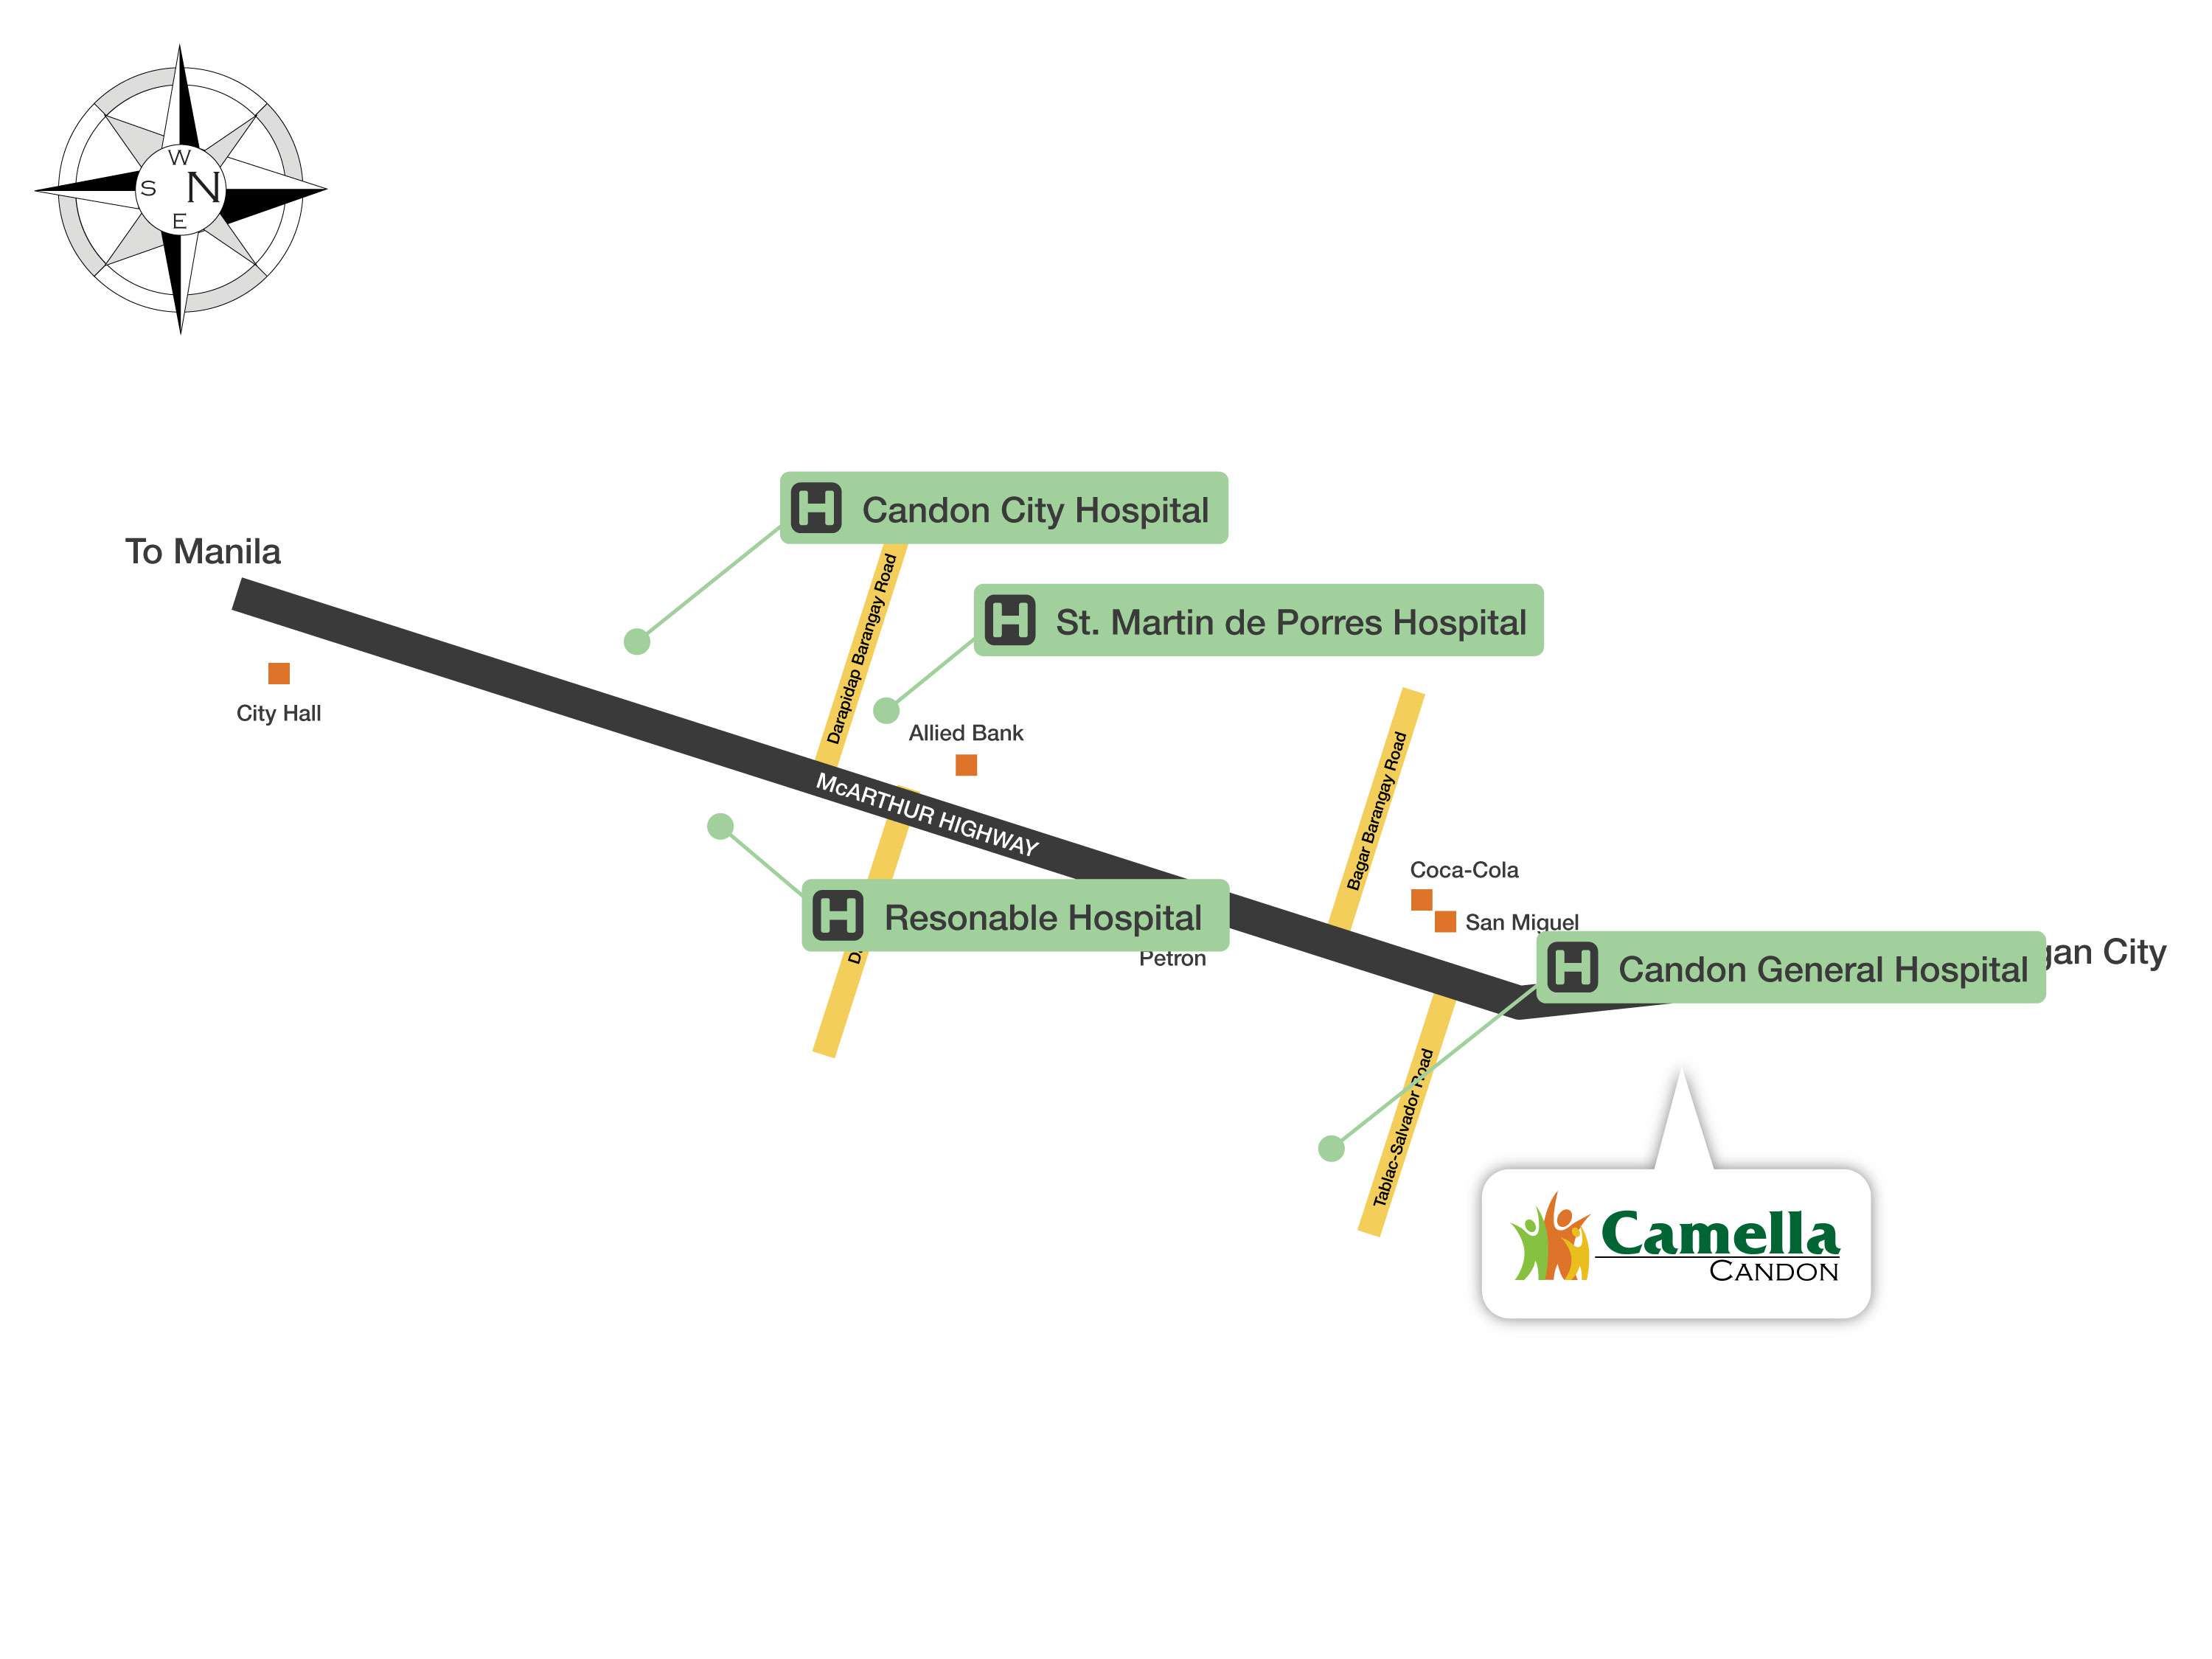 W
S N
E
Candon City Hospital
To Manila
St. Martin de Porres Hospital
Darapidap Barangay Road
City Hall
Allied Bank
McARTHUR HIGHWAY
Bagar Barangay Road
Coca-Cola
San Miguel
Resonable Hospital
Petron
Candon General Hospital
City
Tablac-Salvador Road
Camella
CANDON